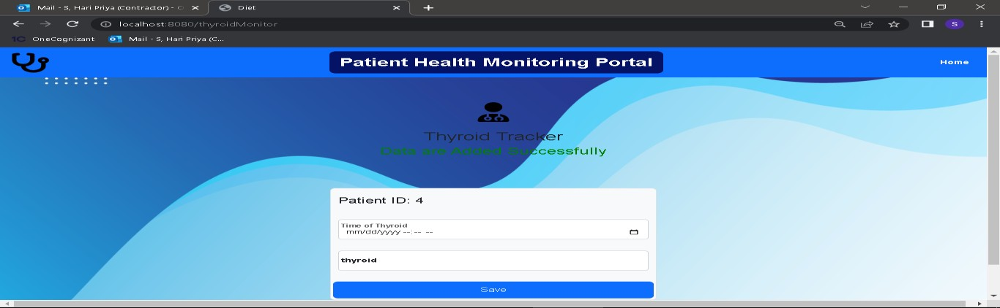 Mail - S, Hari Priya (Contractor) -
Diet
localhost:8080/thyroidMonitor
S
1C OneCognizant
Mail - S, Hari Priya (C...
Patient Health Monitoring Portal
Home
Thyroid Tracker
Data are Added Successfully
Patient ID: 4
Time of Thyroid
mm/dd/yyyy --:-- --
thyroid
Save